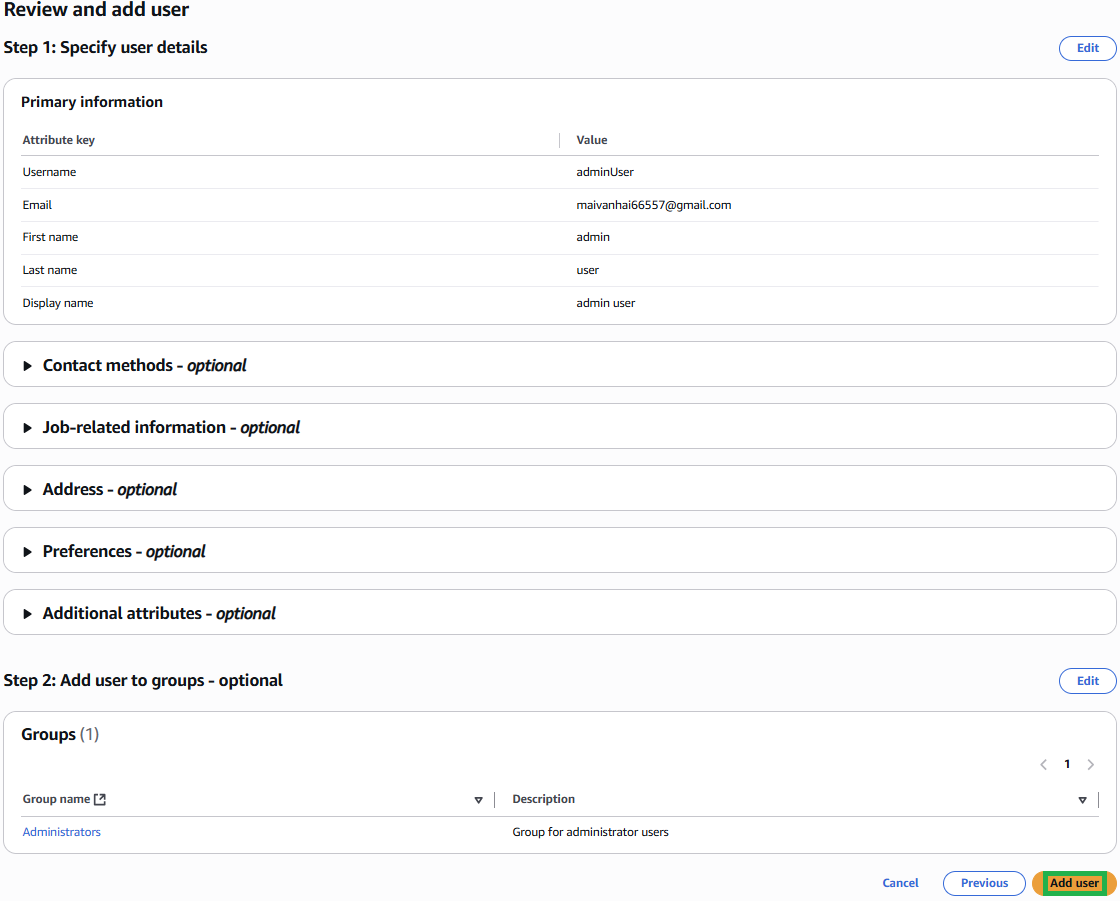 Review and add user
Step 1: Specify user details
Edit
Primary information
Attribute key
Value
Username
adminUser
Email
maivanhai66557@gmail.com
First name
admin
Last name
user
Display name
admin user
Contact methods - optional
Job-related information - optional
Address - optional
Preferences - optional
Additional attributes - optional
Step 2: Add user to groups - optional
Edit
Groups (1)
1
Group name
Description
Administrators
Group for administrator users
Cancel
Previous
Add user